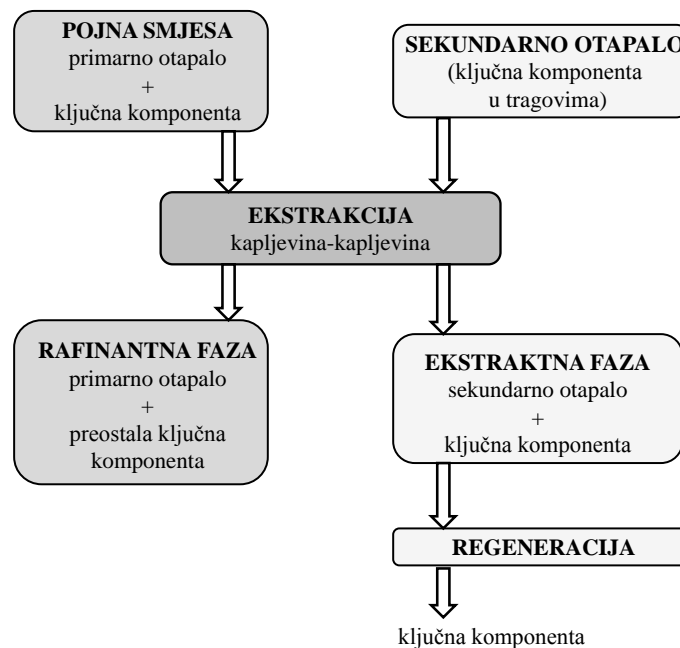 POJNA SMJESA
primarno otapalo
+
ključna komponenta
SEKUNDARNO OTAPALO
(ključna komponenta
u tragovima)
EKSTRAKCIJA
kapljevina-kapljevina
RAFINANTNA FAZA
primarno otapalo
+
preostala ključna
komponenta
EKSTRAKTNA FAZA
sekundarno otapalo
+
ključna komponenta
REGENERACIJA
ključna komponenta